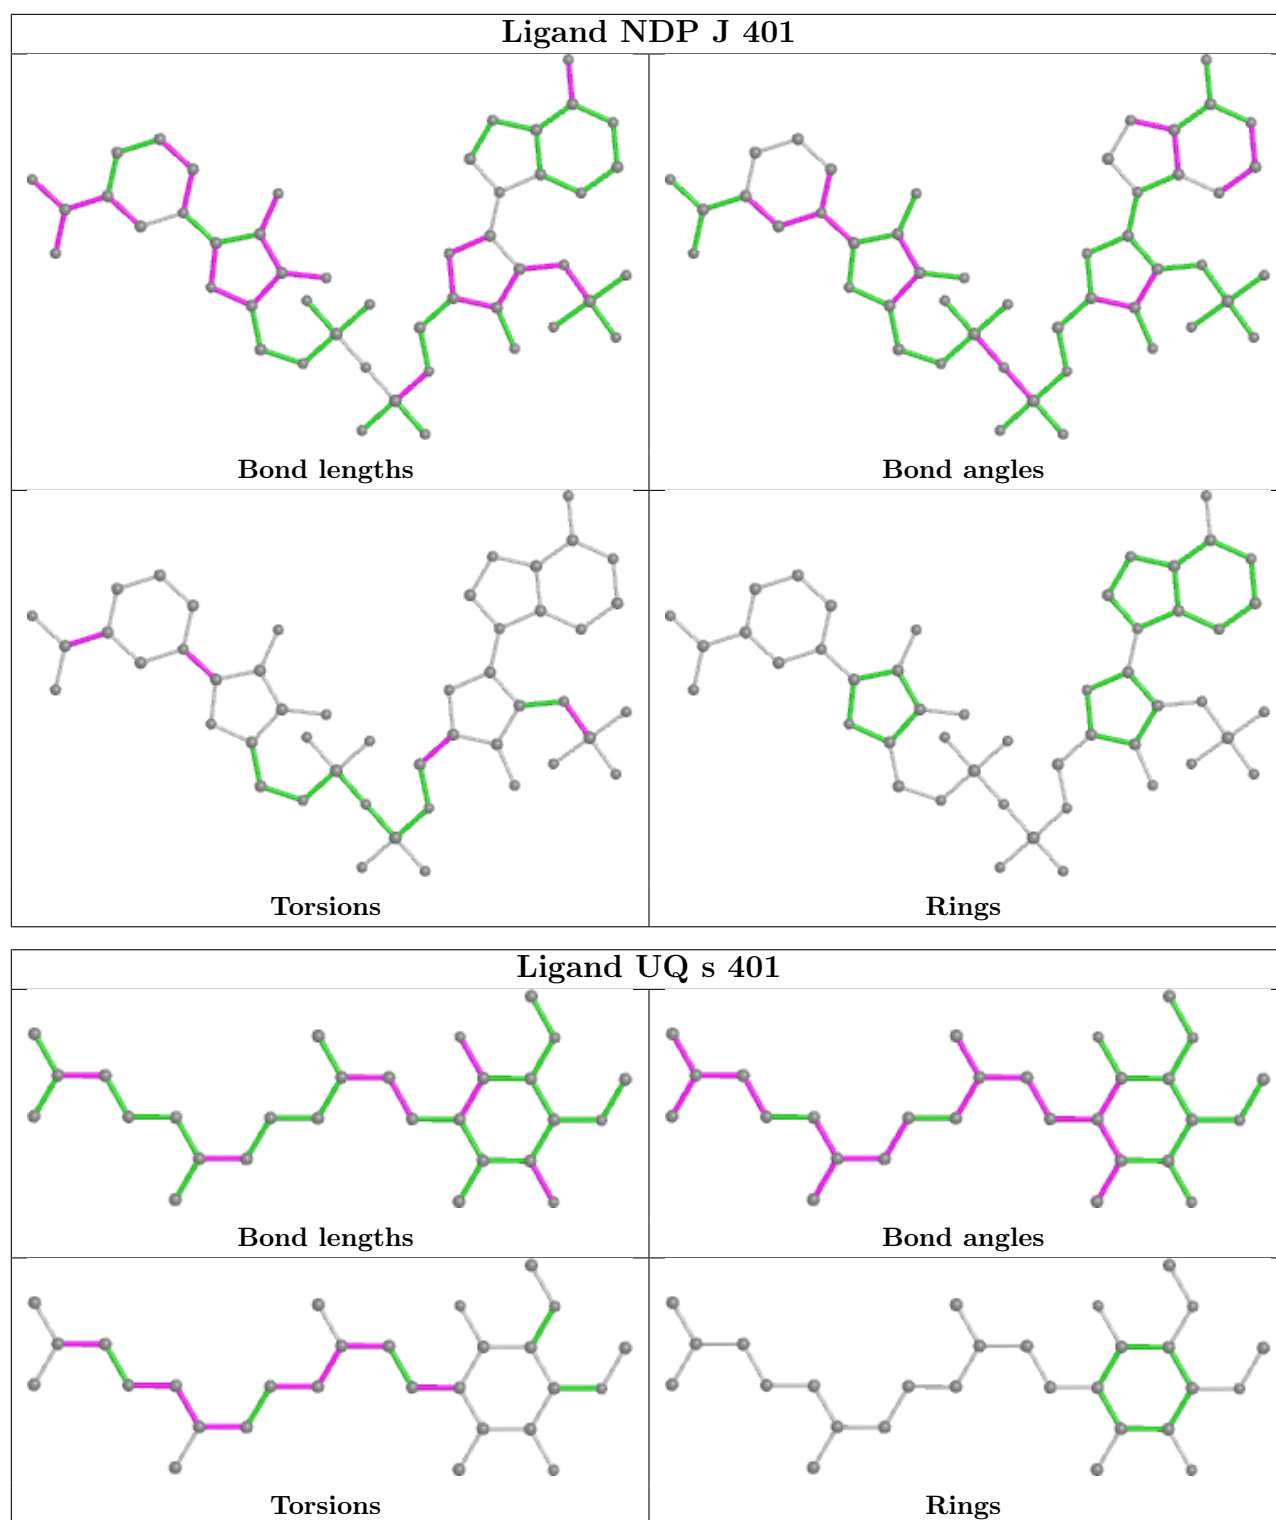 Ligand NDP J 401
Bond lengths
Bond angles
Torsions
Rings
Ligand UQ s 401
Bond lengths
Bond angles
Torsions
Rings